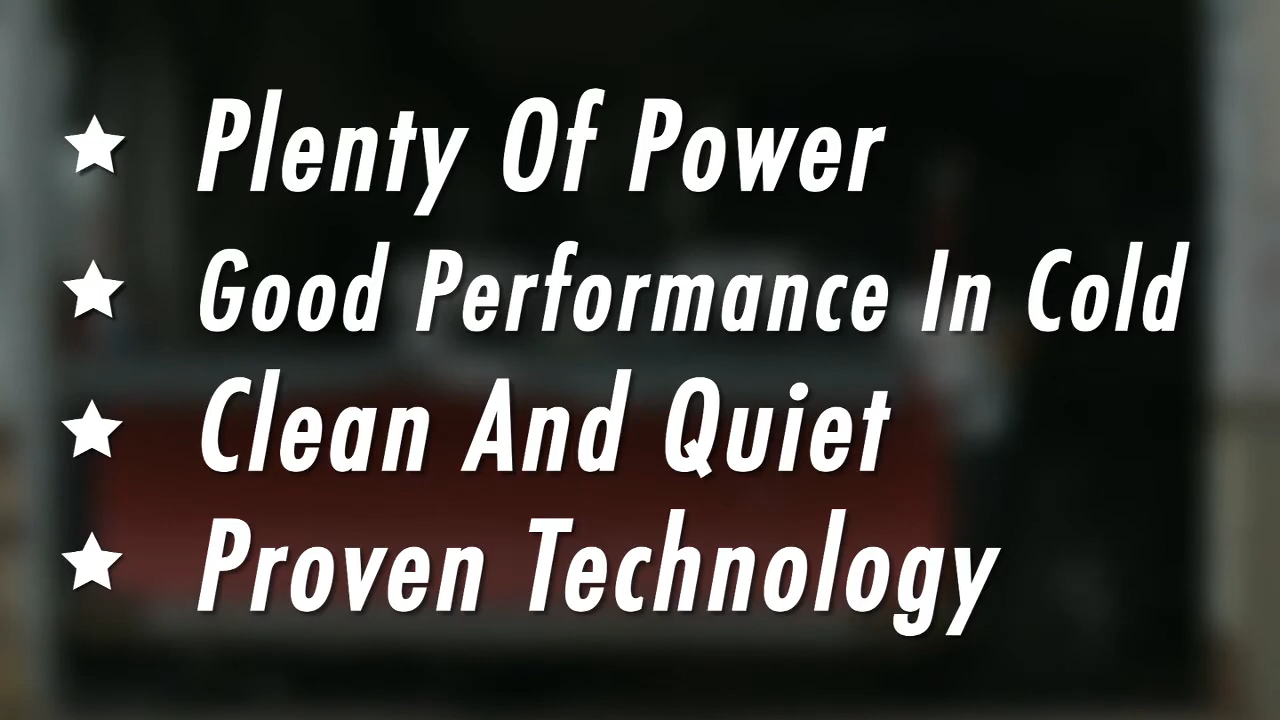 Plenty Of Power
Good Performance In Cold
Clean And Quiet
Proven Technology